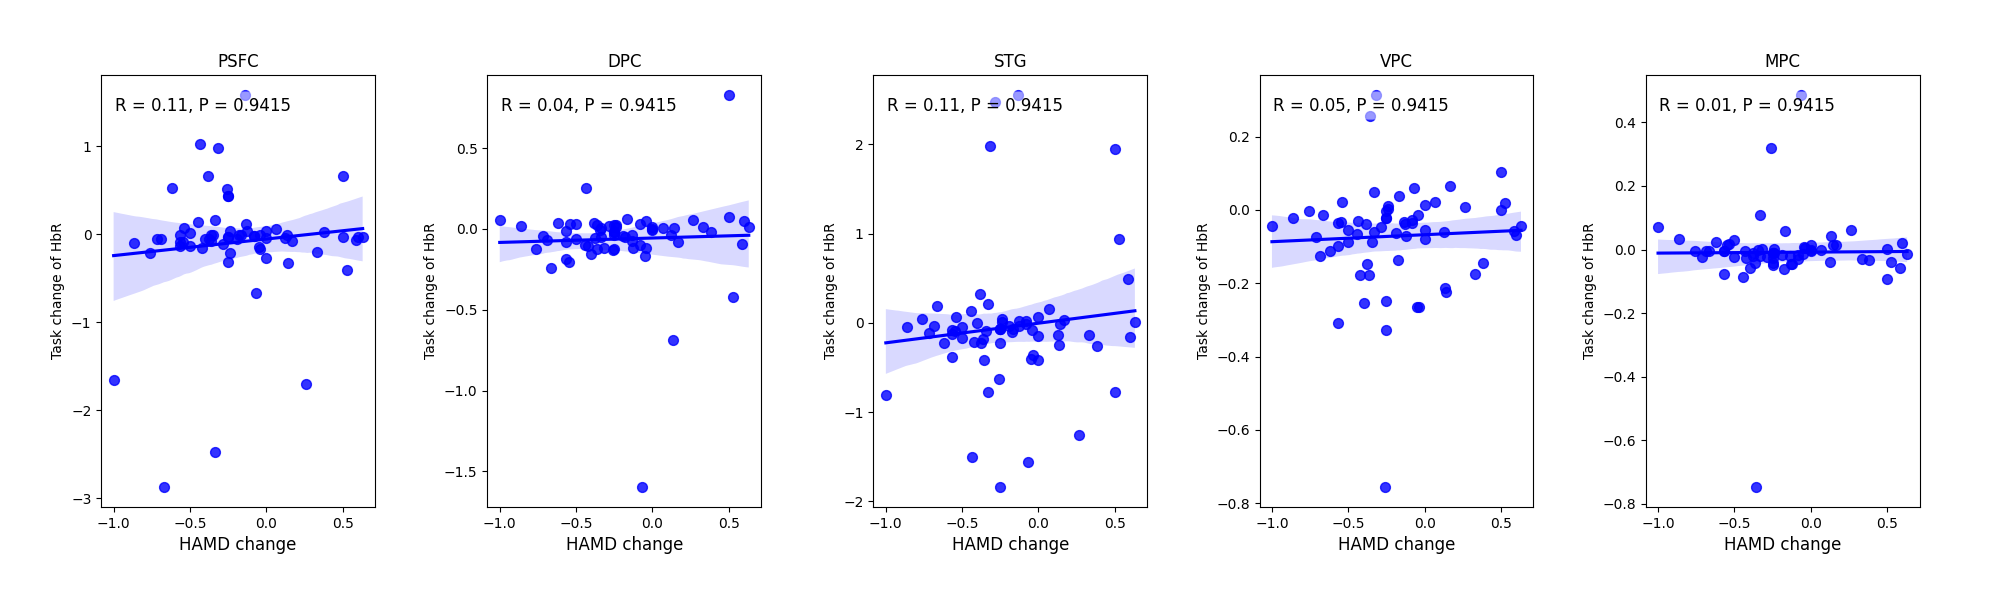 PSFC
R = 0.11, P = 0.9415
Task change of HbR
1
0
−1
−2
−3
−1.0 −0.5 0.0 0.5
HAMD change
DPC
R = 0.04, P = 0.9415
Task change of HbR
0.5
0.0
−0.5
−1.0
−1.5
−1.0 −0.5 0.0 0.5
HAMD change
STG
R = 0.11, P = 0.9415
Task change of HbR
2
1
0
−1
−2
−1.0 −0.5 0.0 0.5
HAMD change
VPC
R = 0.05, P = 0.9415
Task change of HbR
0.2
0.0
−0.2
−0.4
−0.6
−0.8
−1.0 −0.5 0.0 0.5
HAMD change
MPC
R = 0.01, P = 0.9415
Task change of HbR
0.4
0.2
0.0
−0.2
−0.4
−0.6
−0.8
−1.0 −0.5 0.0 0.5
HAMD change